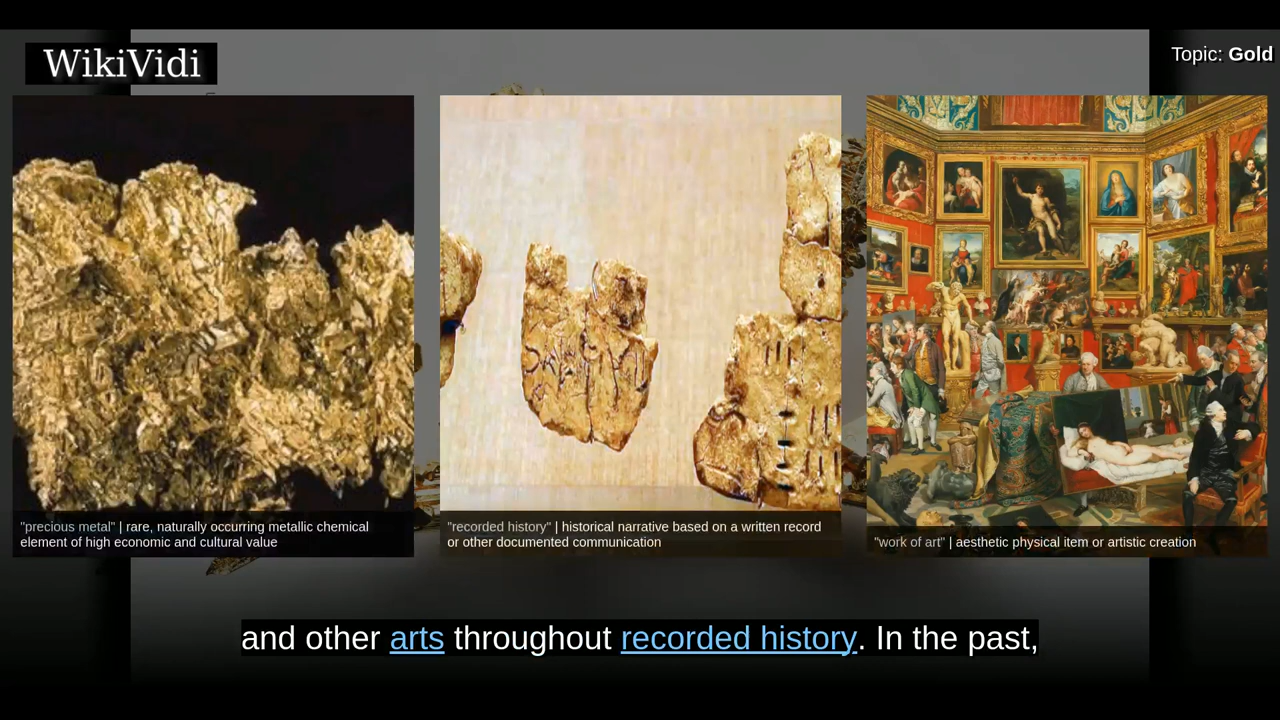 WikiVidi
Topic: Gold
"precious metal" | rare, naturally occurring metallic chemical
element of high economic and cultural value
"recorded history" | historical narrative based on a written record
or other documented communication
"work of art" | aesthetic physical item or artistic creation
and other arts throughout recorded history. In the past,